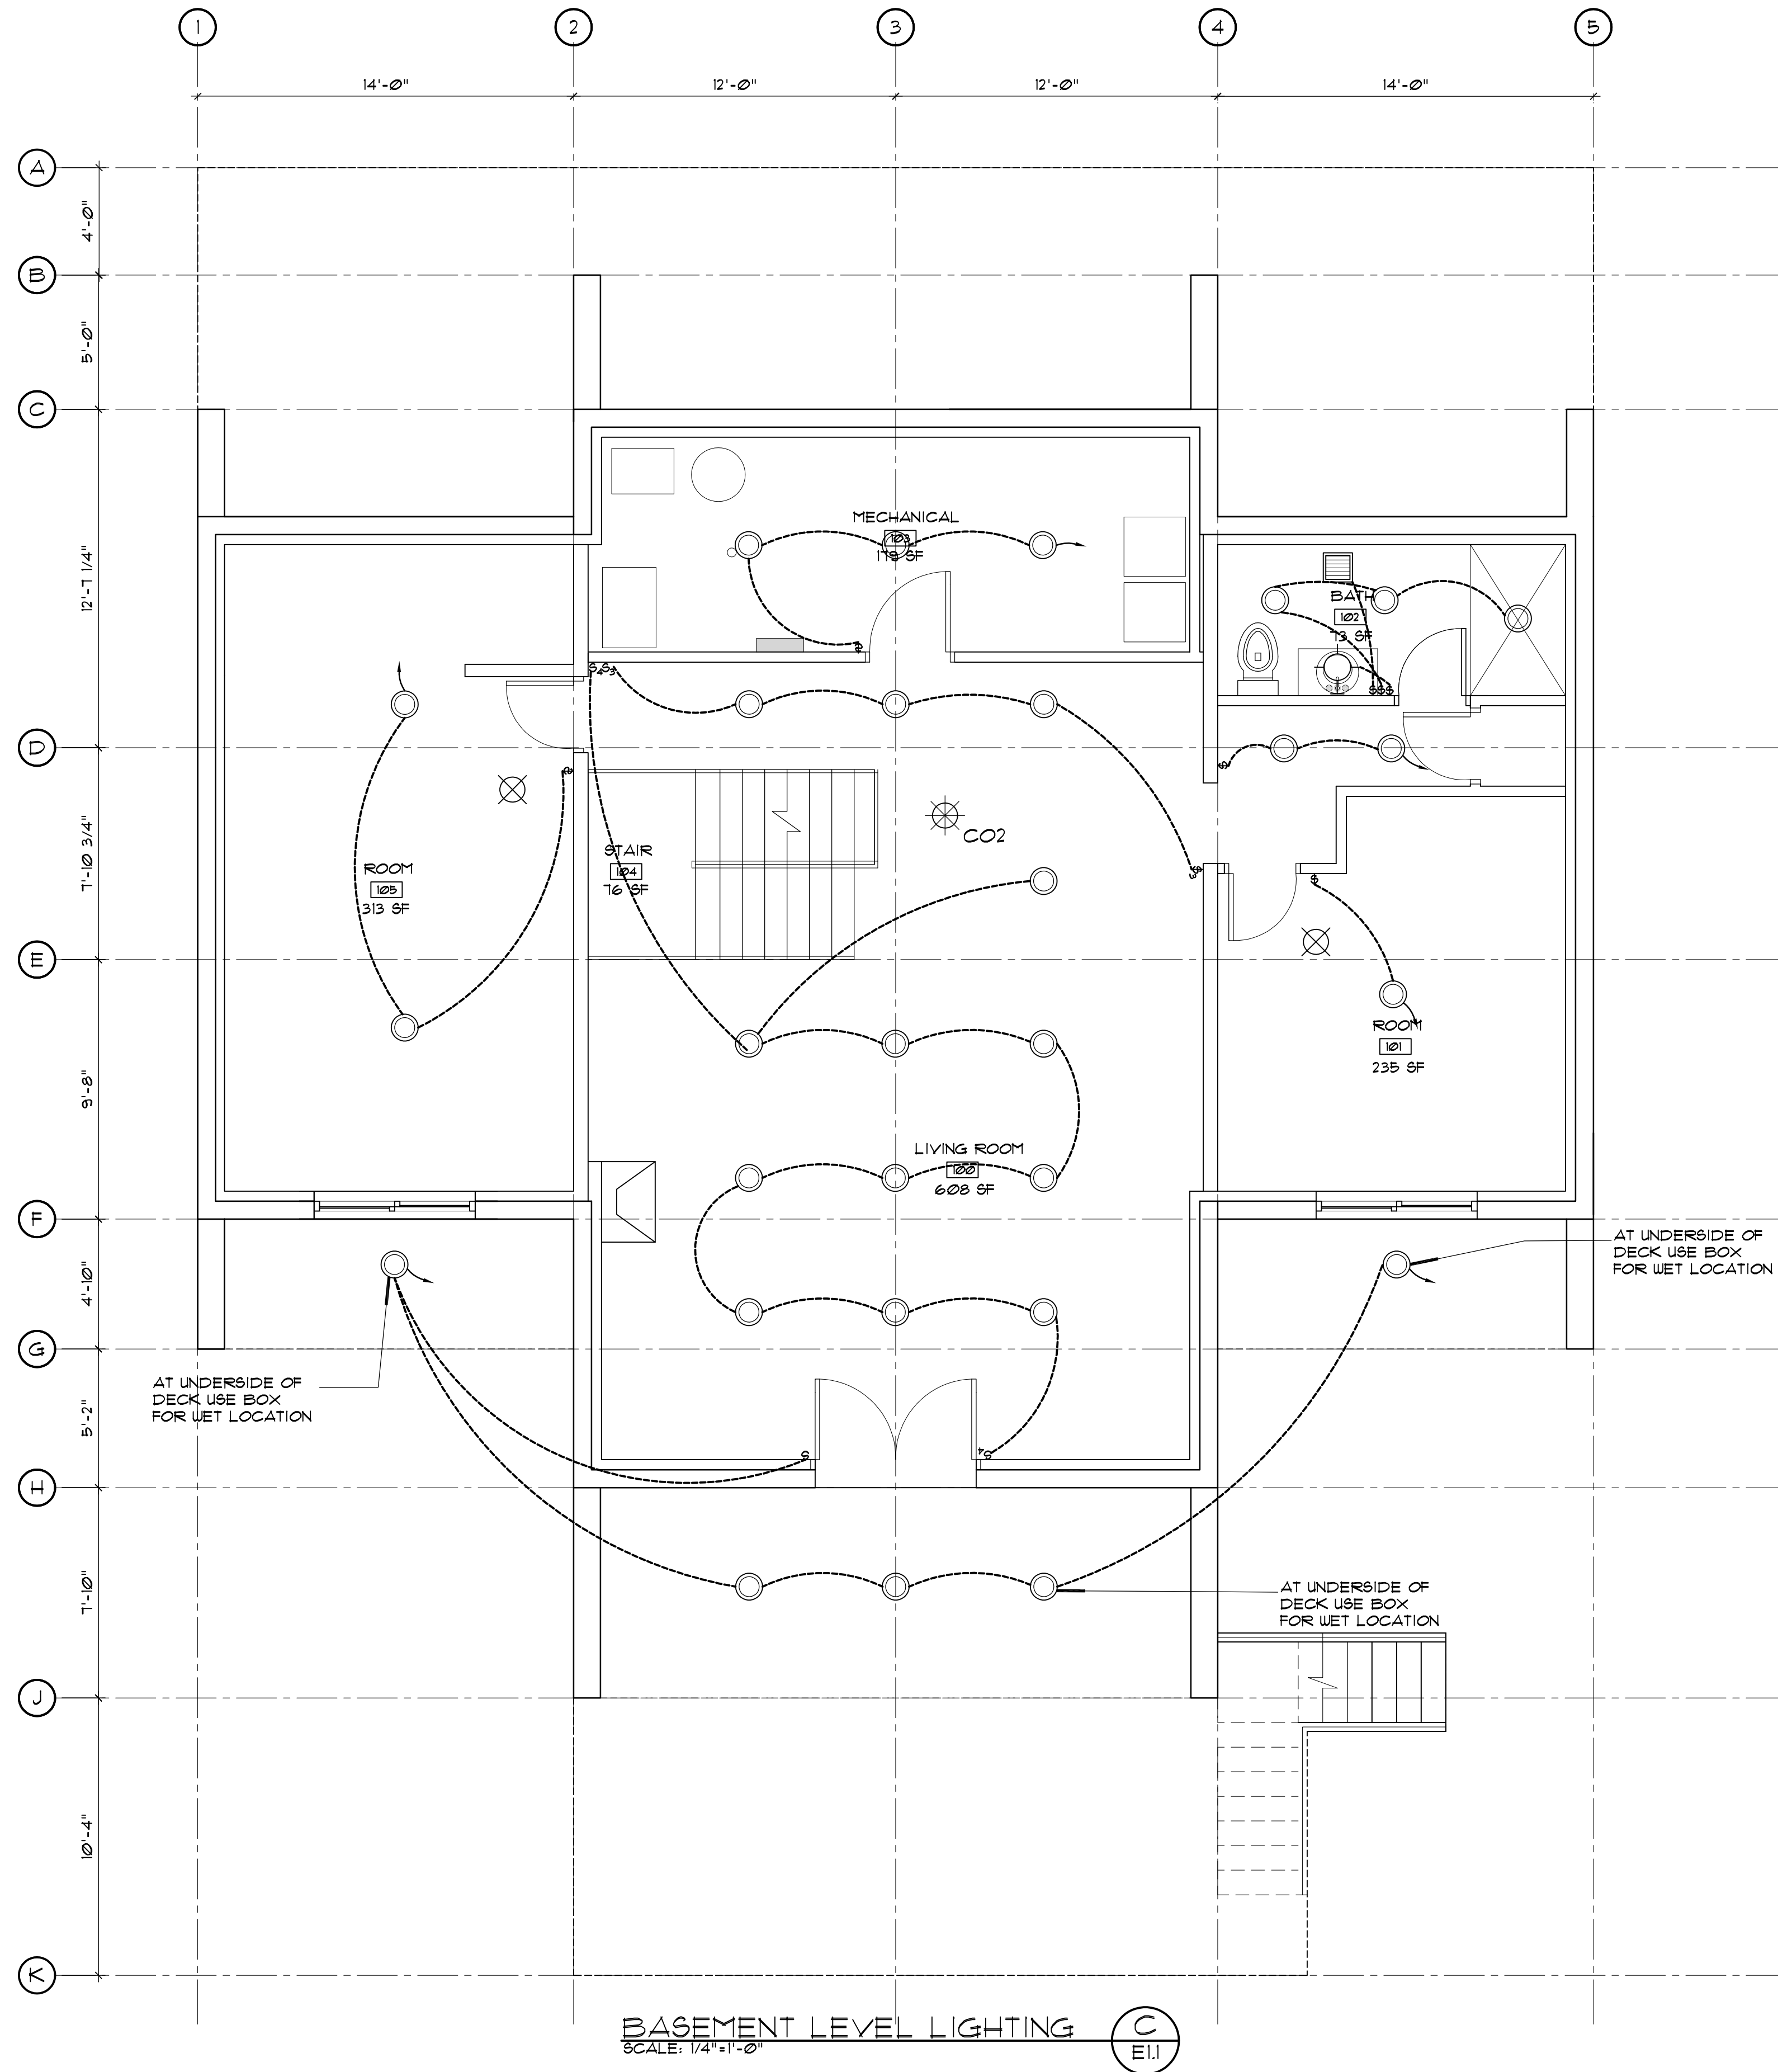 1 2 3 4 5
14'-0" 12'-0" 12'-0" 14'-0"
A
4'-0"
B
5'-0"
C
12'-7 1/4"
D
7'-10 3/4"
E
9'-8"
F
4'-10"
G
5'-2"
H
7'-10"
J
10'-4"
K
MECHANICAL
103
179 SF
$
BATH
102
73 SF
$$$
$4 $3
$
$
CO2
STAIR
104
76 SF
ROOM
105
313 SF
$3
$
ROOM
101
235 SF
LIVING ROOM
100
608 SF
AT UNDERSIDE OF
DECK USE BOX
FOR WET LOCATION
AT UNDERSIDE OF
DECK USE BOX
FOR WET LOCATION
$
$4
AT UNDERSIDE OF
DECK USE BOX
FOR WET LOCATION
BASEMENT LEVEL LIGHTING
SCALE: 1/4"=1'-0"
C
E1.1